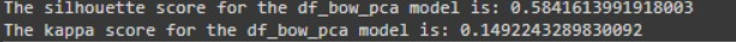 The silhouette score for the df_bow_pca model is: 0.5841613991918003
The kappa score for the df_bow_pca model is: 0.1492243289830092